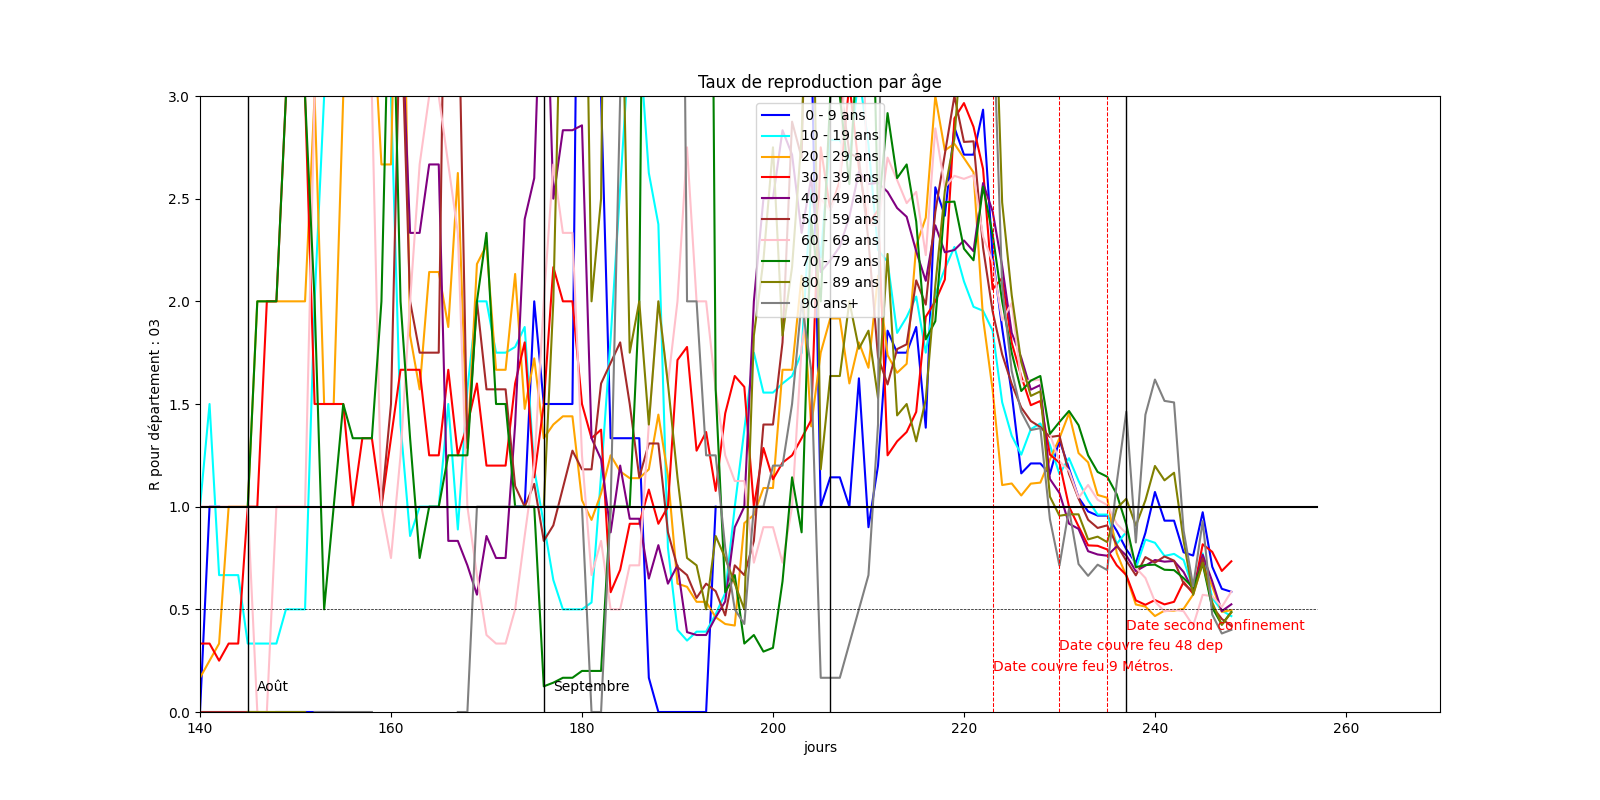 Taux de reproduction par âge
R pour département : 03
3.0
2.5
2.0
1.5
1.0
0.5
0.0
0 - 9 ans
10 - 19 ans
20 - 29 ans
30 - 39 ans
40 - 49 ans
50 - 59 ans
60 - 69 ans
70 - 79 ans
80 - 89 ans
90 ans+
Date second confinement
Date couvre feu 48 dep
Date couvre feu 9 Métros.
Août
Septembre
140
160
180
200
220
240
260
jours